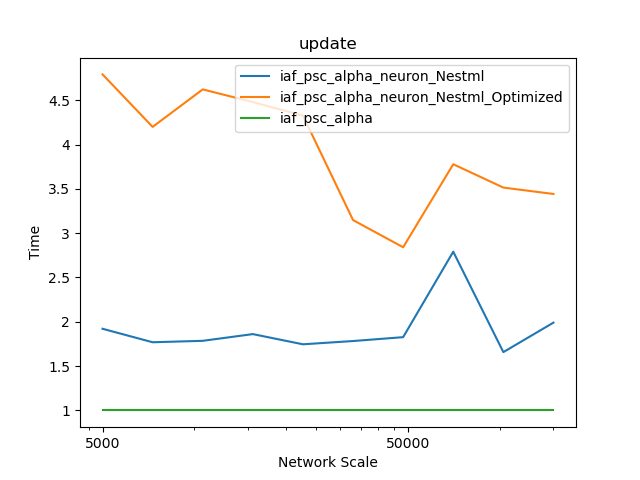 update
iaf_psc_alpha_neuron_Nestml
iaf_psc_alpha_neuron_Nestml_Optimized
iaf_psc_alpha
4.5
4
3.5
3
2.5
2
1.5
1
Time
5000
50000
Network Scale